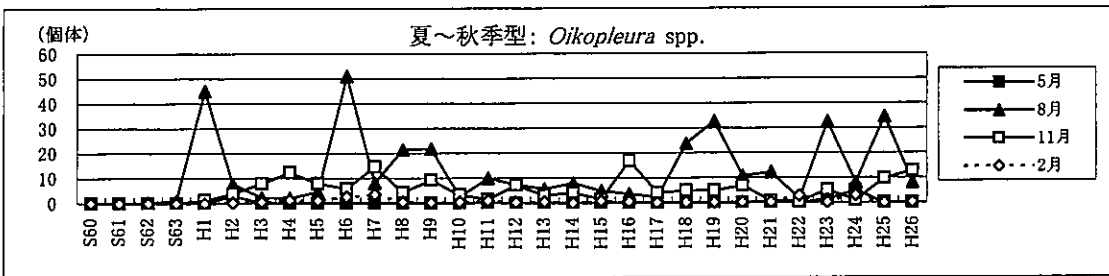 (個体)
夏～秋季型: Oikopleura spp.
60
50
40
30
20
10
0
S60 S61 S62 S63 H1 H2 H3 H4 H5 H6 H7 H8 H9 H10 H11 H12 H13 H14 H15 H16 H17 H18 H19 H20 H21 H22 H23 H24 H25 H26
5月
8月
11月
2月